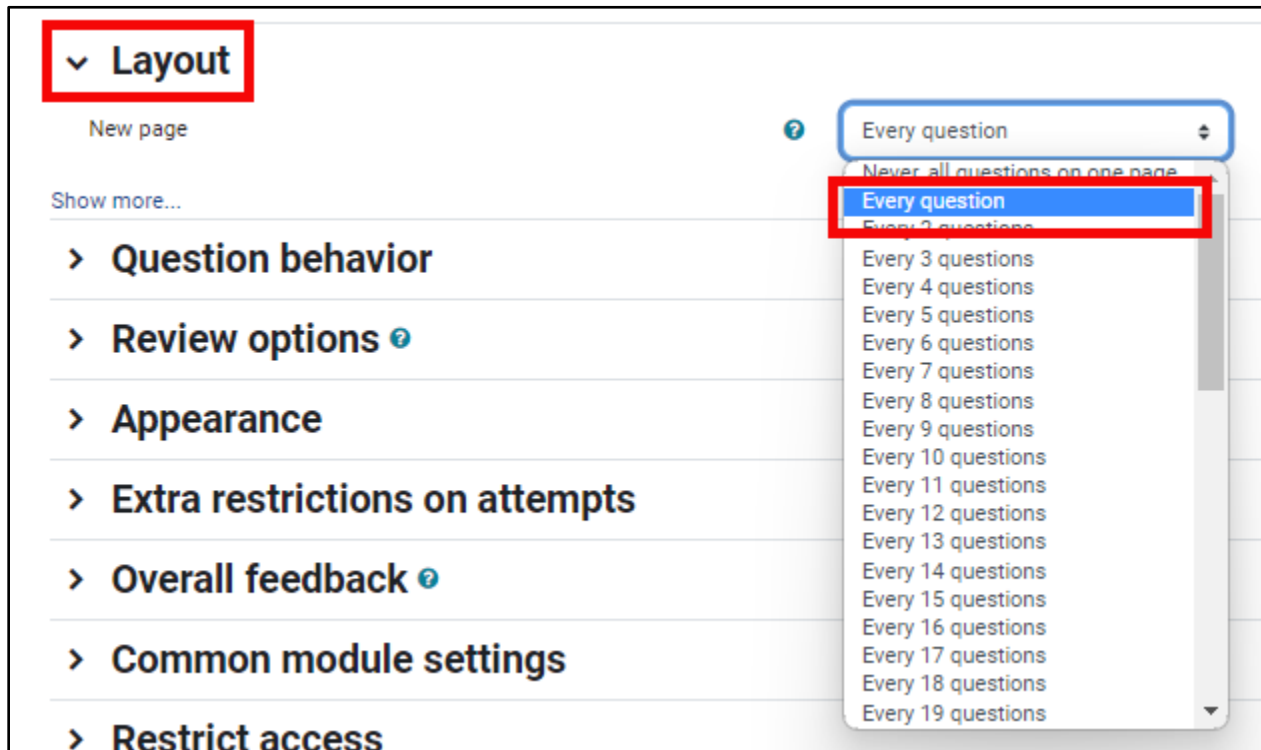 Layout
New page
Every question
Show more...
Never, all questions on one page
Every question
Every 2 questions
Every 3 questions
Every 4 questions
Every 5 questions
Every 6 questions
Every 7 questions
Every 8 questions
Every 9 questions
Every 10 questions
Every 11 questions
Every 12 questions
Every 13 questions
Every 14 questions
Every 15 questions
Every 16 questions
Every 17 questions
Every 18 questions
Every 19 questions
Question behavior
Review options
Appearance
Extra restrictions on attempts
Overall feedback
Common module settings
Restrict access